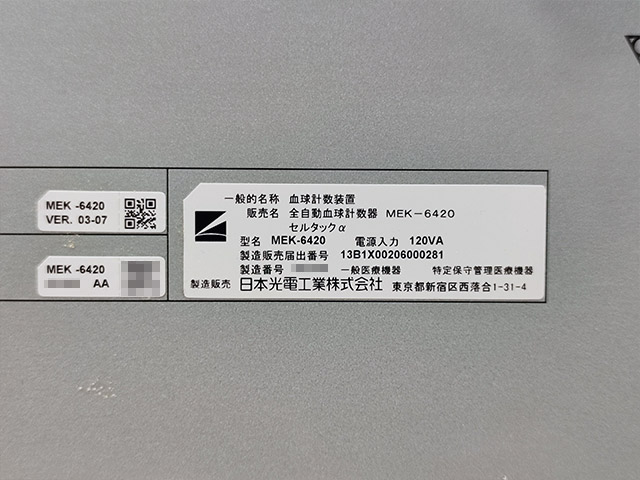 MEK -6420
VER. 03-07
MEK -6420
AA
一般的名称 血球計数装置
販売名 全自動血球計数器 MEK-6420
セルタックα
型名 MEK-6420 電源入力 120VA
製造販売届出番号 13B1X00206000281
製造番号 一般医療機器 特定保守管理医療機器
製造販売 日本光電工業株式会社 東京都新宿区西落合1-31-4